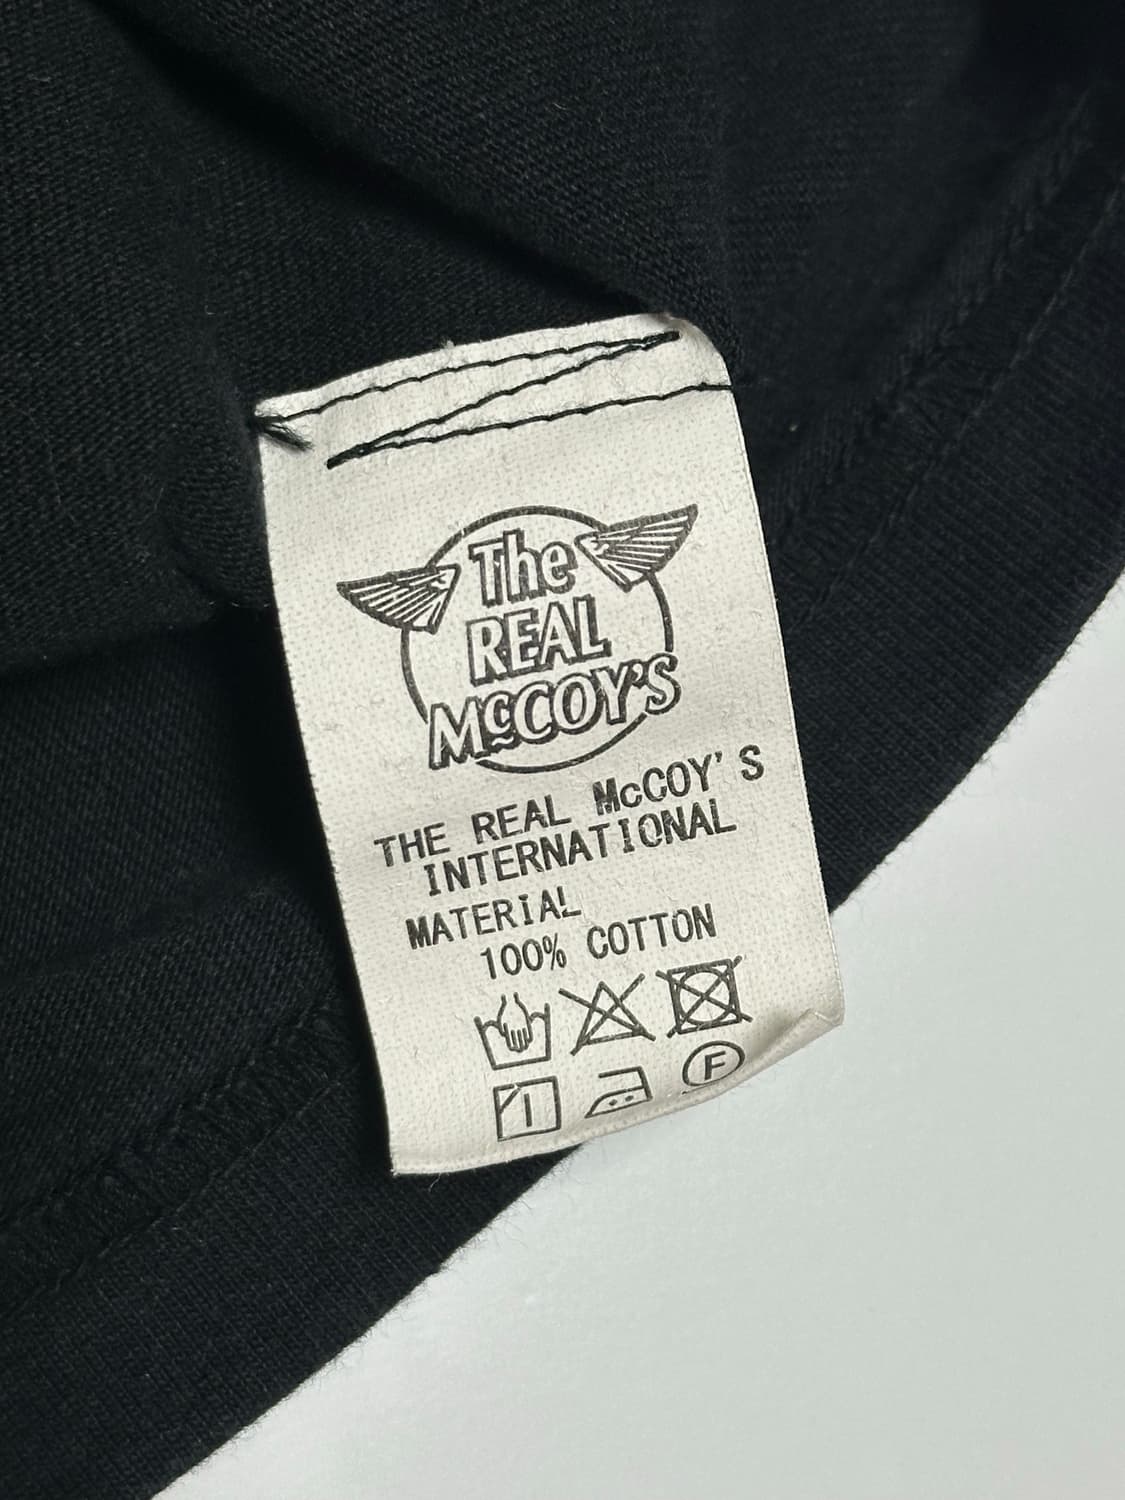 The
REAL
McCOY'S
THE REAL McCOY'S
INTERNATIONAL
MATERIAL
100% COTTON
F